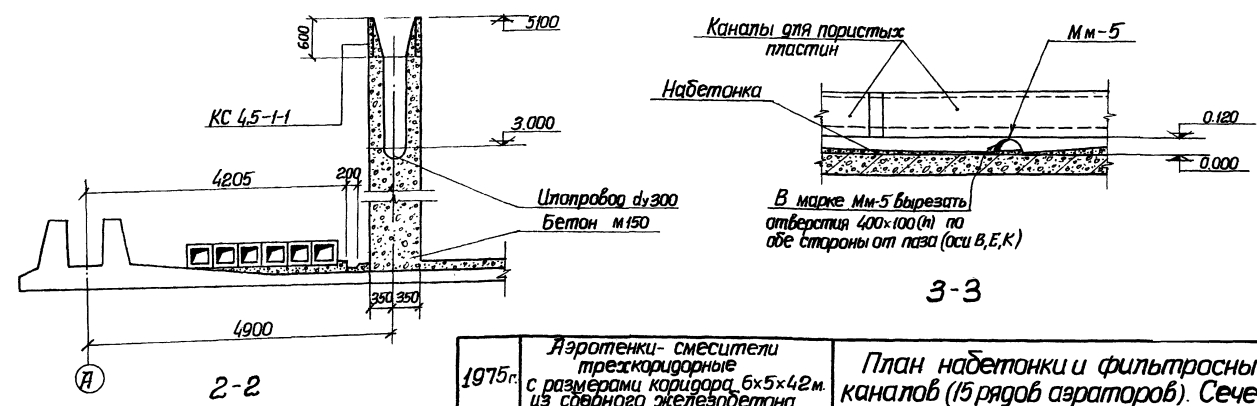 600
5100
КС 4,5-1-1
3.000
4205
200
Илопровод dу300
Бетон м150
350 350
4900
А
2-2
Каналы для пористых
пластин
Мм-5
Набетонка
0.120
0.000
В марке Мм-5 вырезать
отверстия 400×100(h) по
обе стороны от паза (оси В,Е,К)
3-3
1975г.
Аэротенки- смесители
трехкоридорные
с размерами коридора 6×5×42м.
из сборного железобетона
План набетонки и фильтросны
каналов (15 рядов аэраторов). Сече